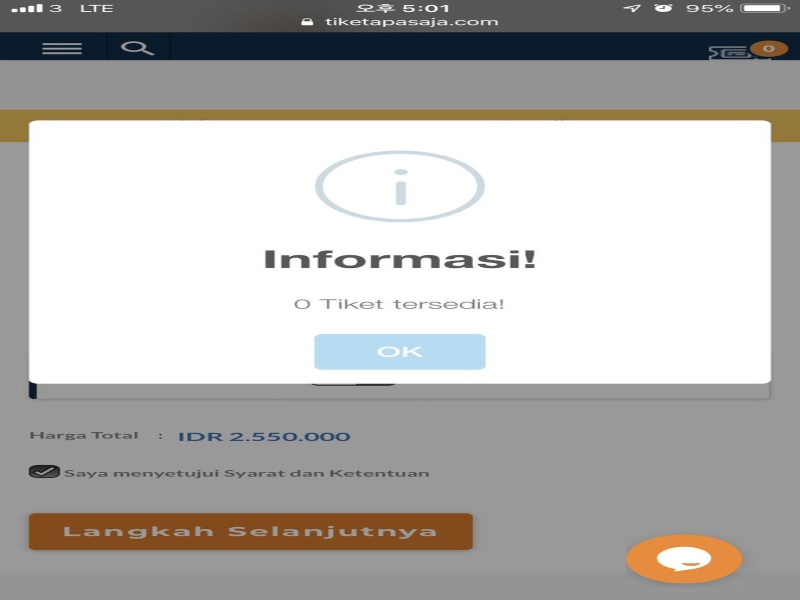 3 LTE 오후 5:01 95%
tiketapasaja.com
0
Informasi!
0 Tiket tersedia!
OK
Harga Total : IDR 2.550.000
Saya menyetujui Syarat dan Ketentuan
Langkah Selanjutnya